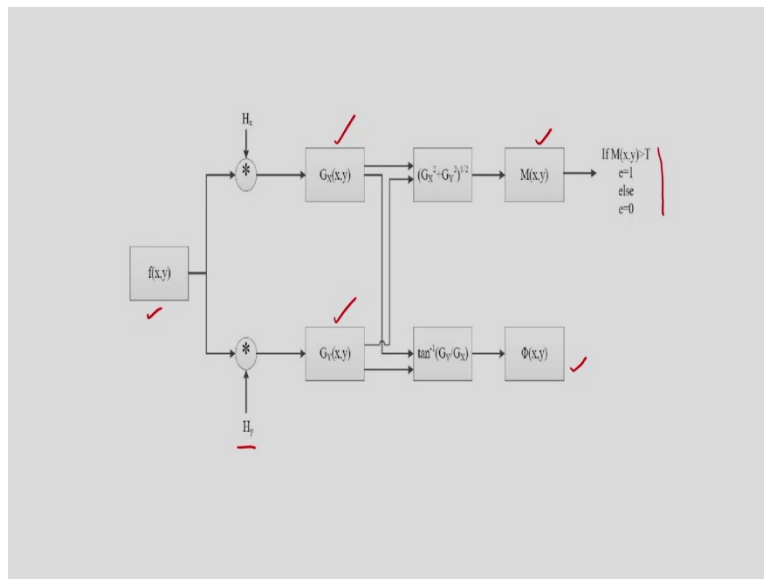 Hx
*
GX(x,y)
(GX²+GY²)^1/2
M(x,y)
If M(x,y)>T
e=1
else
e=0
f(x,y)
*
GY(x,y)
tan⁻¹(GY/GX)
Φ(x,y)
Hy